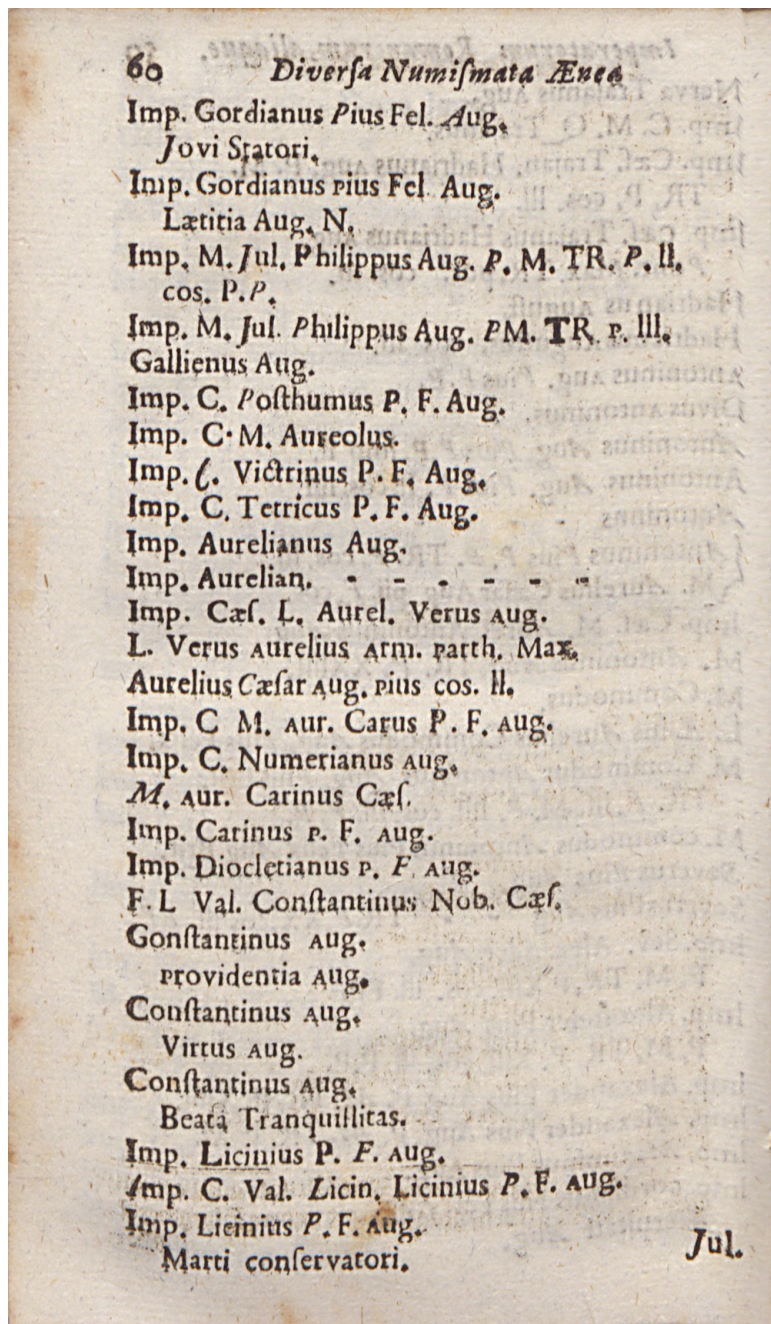 60 Diverſa Numiſmata Ænea
Imp. Gordianus Pius Fel. Aug.
Jovi Statori.
Imp. Gordianus Pius Fel. Aug.
Lætitia Aug. N.
Imp. M. Jul. Philippus Aug. P. M. TR. P. II.
cos. P. P.
Imp. M. Jul. Philippus Aug. PM. TR. P. III.
Gallienus Aug.
Imp. C. Poſthumus P. F. Aug.
Imp. C. M. Aureolus.
Imp. C. Victrinus P. F. Aug.
Imp. C. Tetricus P. F. Aug.
Imp. Aurelianus Aug.
Imp. Aurelian. - - - - - -
Imp. Cæſ. L. Aurel. Verus Aug.
L. Verus Aurelius Arm. Parth. Max.
Aurelius Cæſar Aug. Pius cos. II.
Imp. C M. Aur. Carus P. F. Aug.
Imp. C. Numerianus Aug.
M. Aur. Carinus Cæſ.
Imp. Carinus P. F. Aug.
Imp. Diocletianus P. F. Aug.
F. L Val. Conſtantinus Nob. Cæſ.
Gonſtantinus Aug.
Providentia Aug.
Conſtantinus Aug.
Virtus Aug.
Conſtantinus Aug.
Beata Tranquillitas.
Imp. Licinius P. F. Aug.
Imp. C. Val. Licin. Licinius P. F. Aug.
Imp. Licinius P. F. Aug.
Marti conſervatori.
Jul.